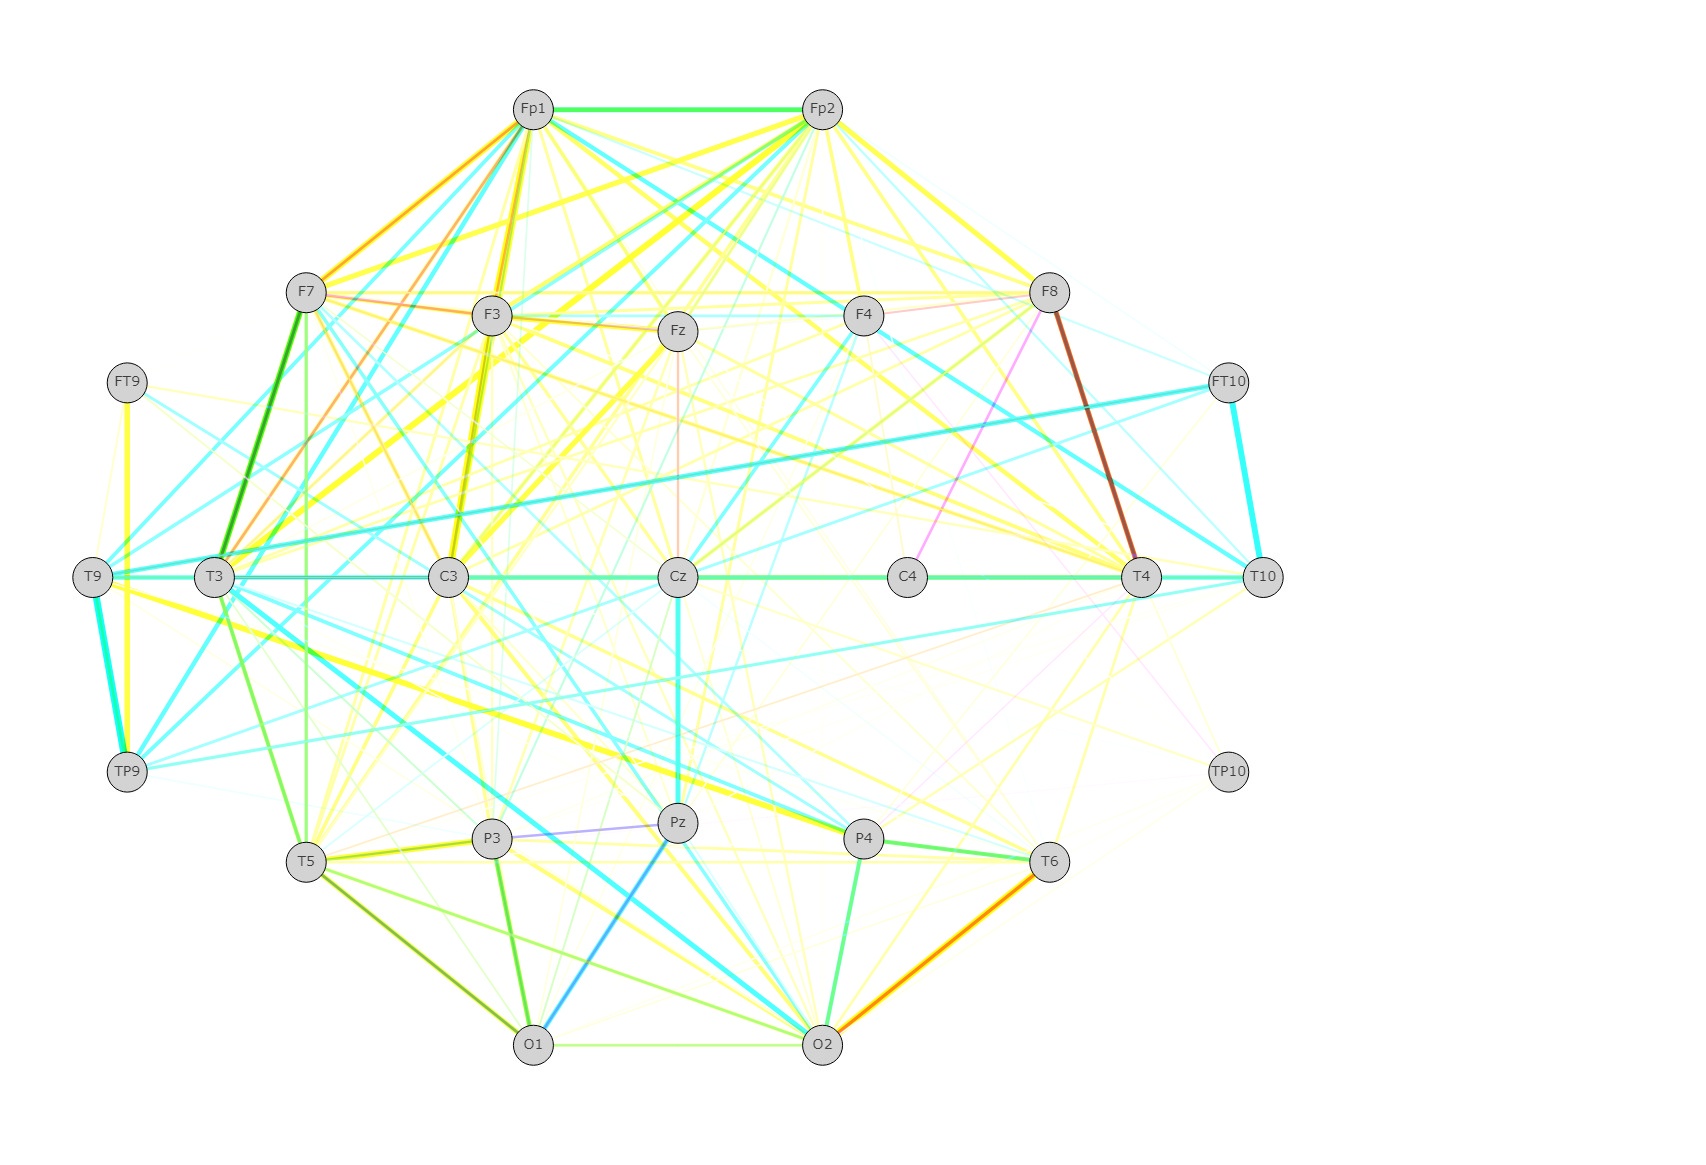 Fp1 Fp2
F7 F3 Fz F4 F8
FT9 FT10
T9 T3 C3 Cz C4 T4 T10
TP9 TP10
T5 P3 Pz P4 T6
O1 O2